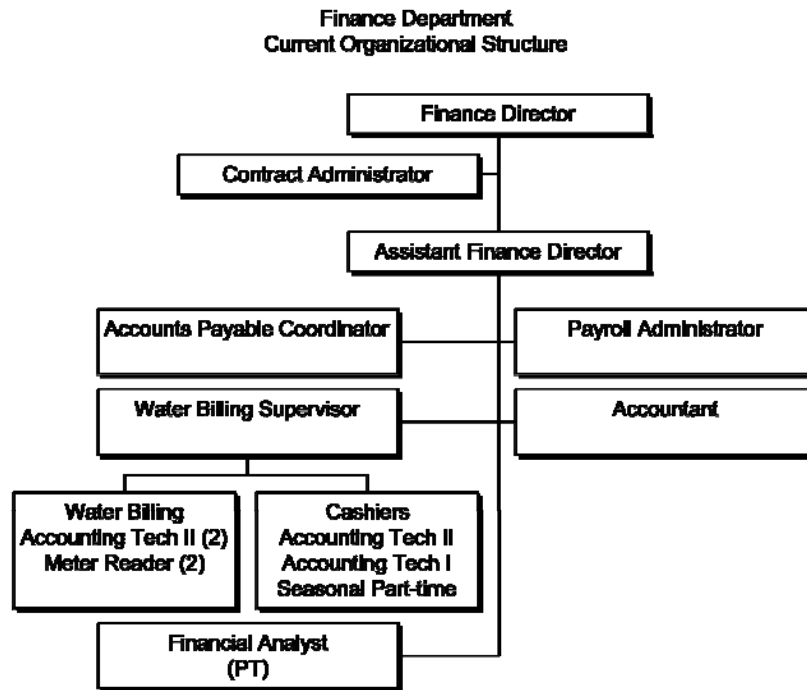 Finance Department
Current Organizational Structure
Finance Director
Contract Administrator
Assistant Finance Director
Accounts Payable Coordinator
Payroll Administrator
Water Billing Supervisor
Accountant
Water Billing
Accounting Tech II (2)
Meter Reader (2)
Cashiers
Accounting Tech II
Accounting Tech I
Seasonal Part-time
Financial Analyst
(PT)